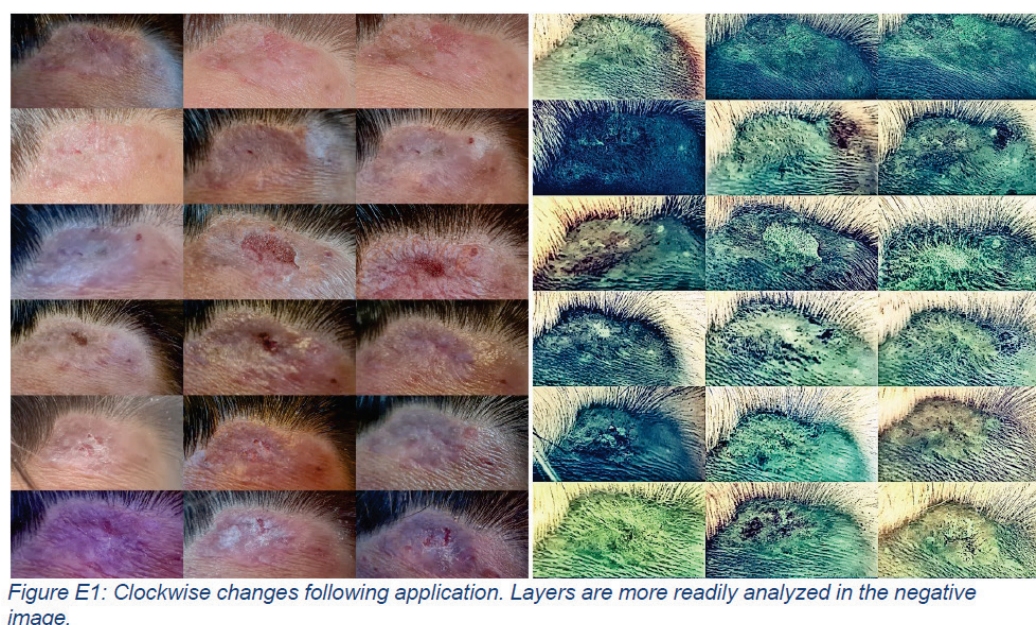 Figure E1: Clockwise changes following application. Layers are more readily analyzed in the negative
image.